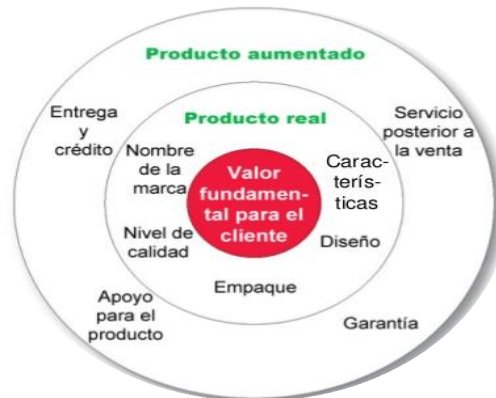 Producto aumentado
Entrega
y
crédito
Producto real
Servicio
posterior a
la venta
Nombre
de la
marca
Valor
fundamen-
tal para el
cliente
Carac-
terís-
ticas
Nivel de
calidad
Diseño
Empaque
Apoyo
para el
producto
Garantía